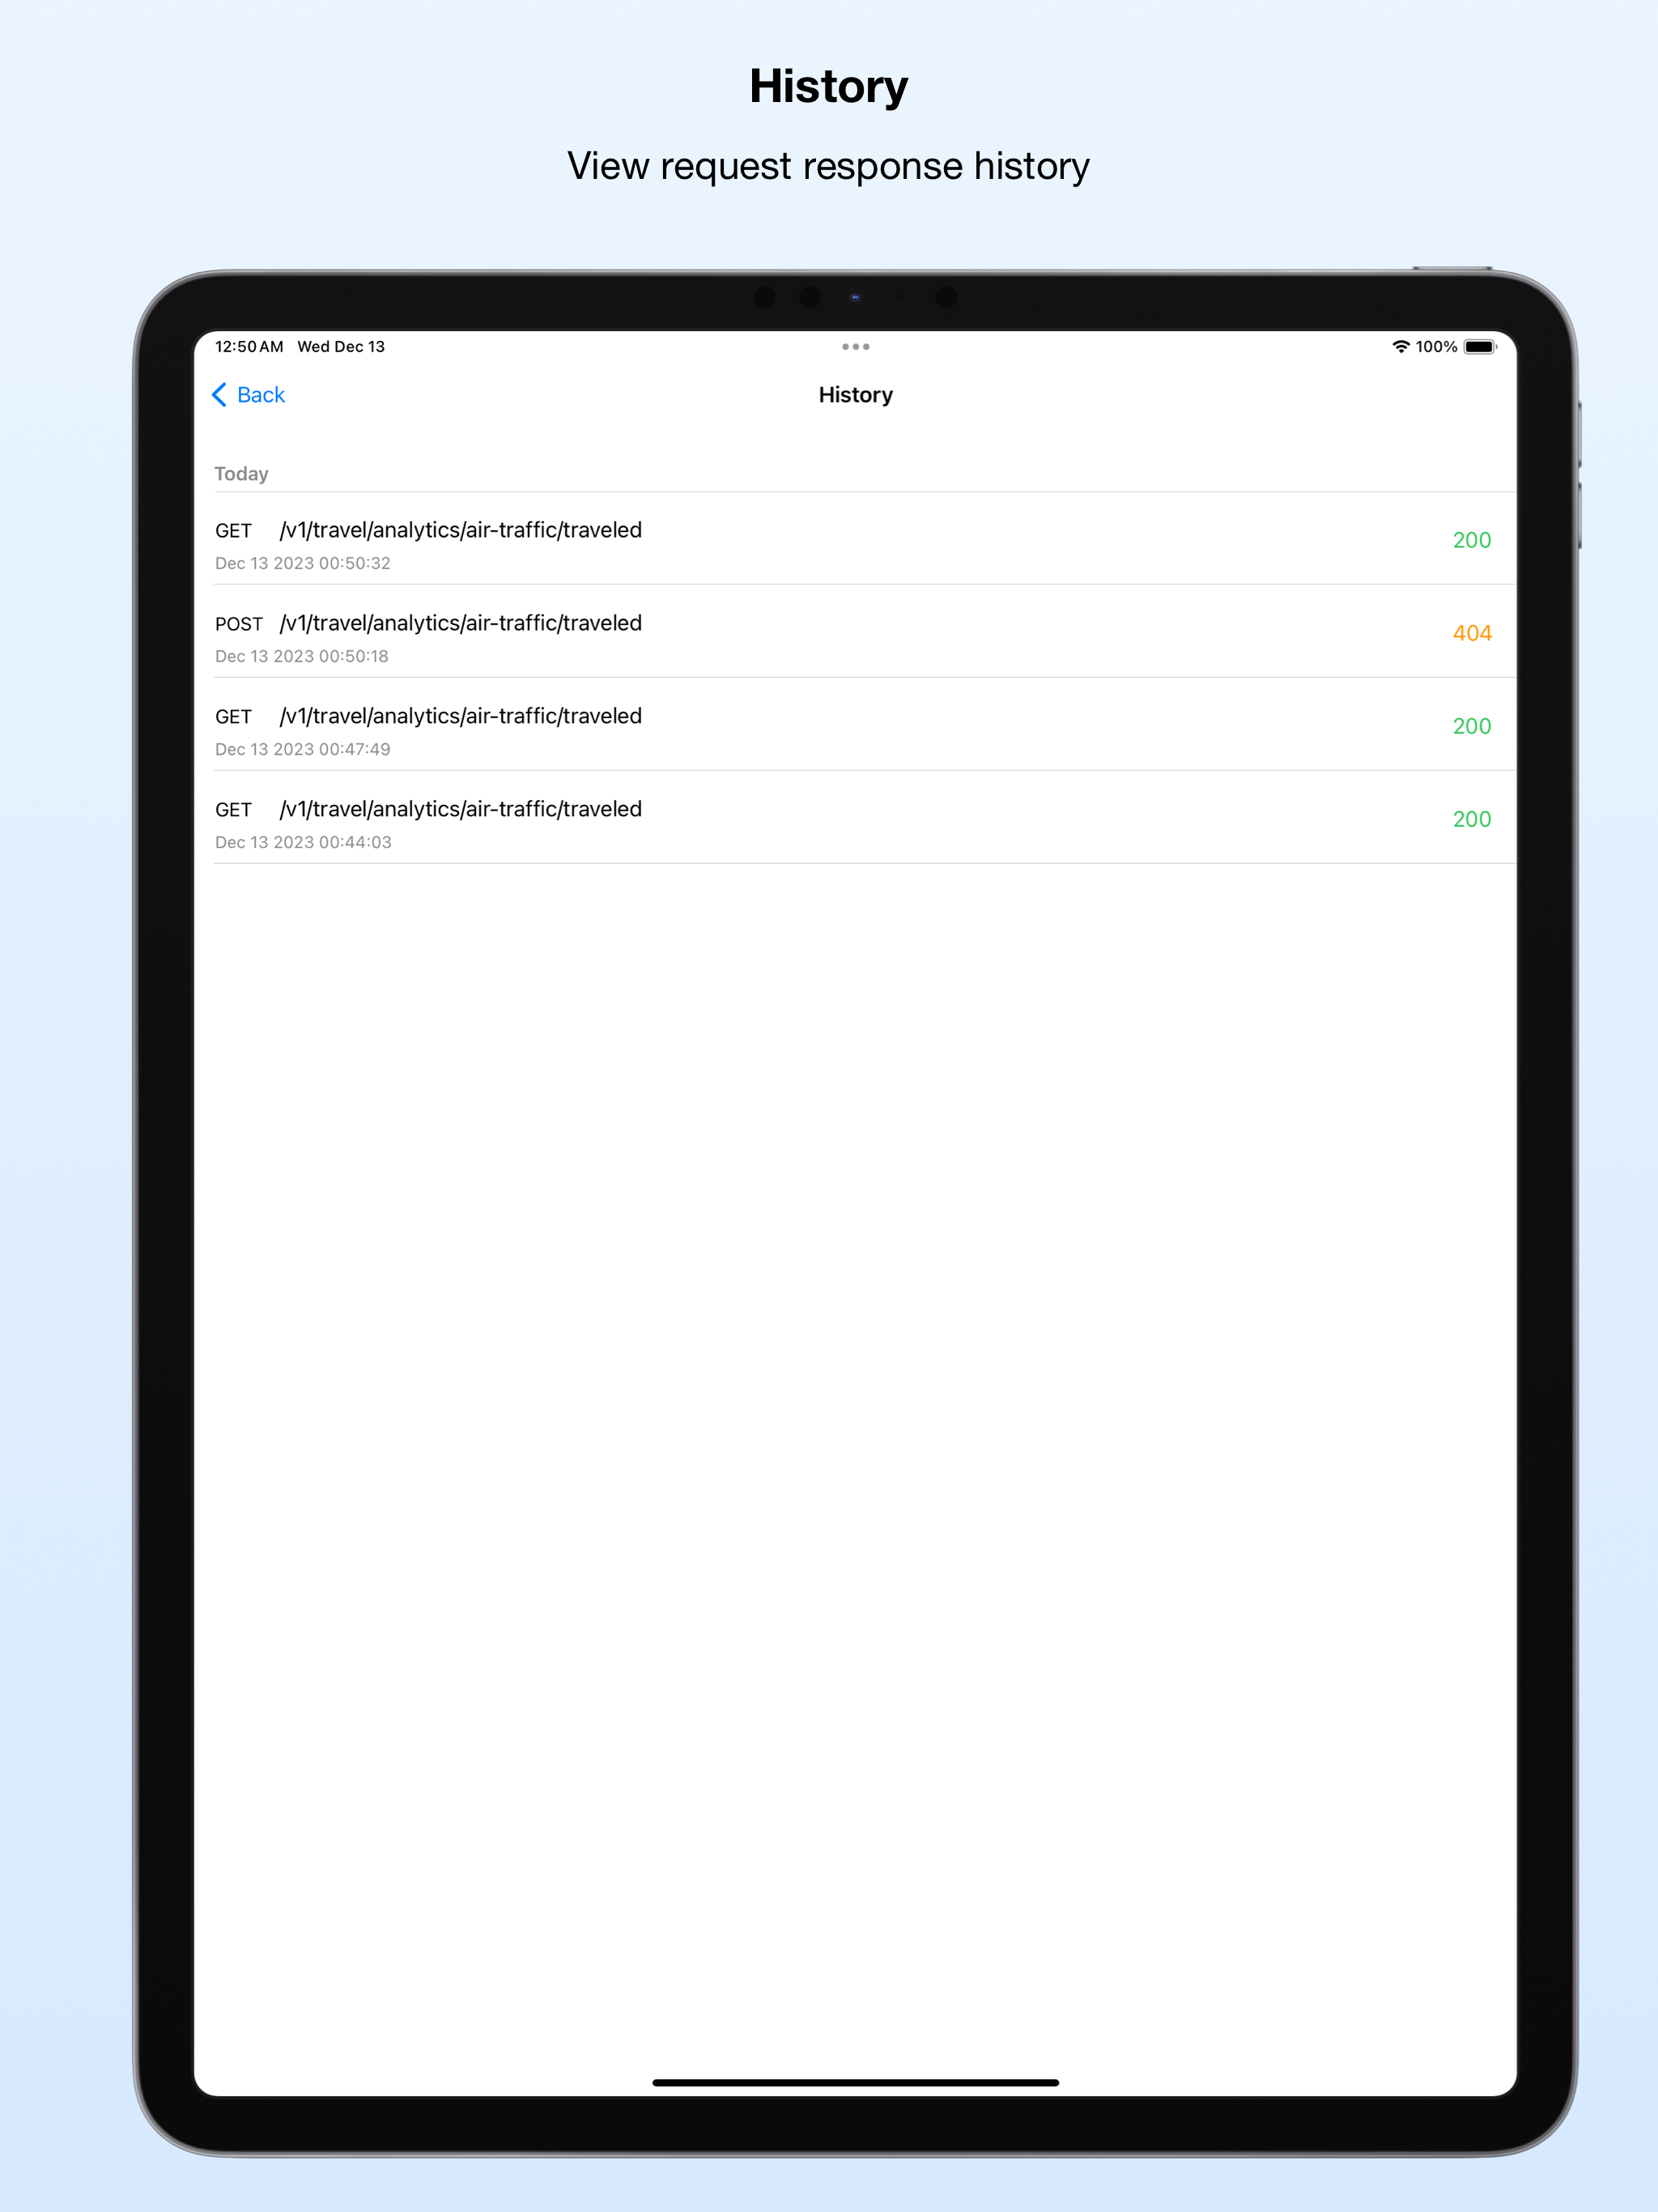 History
View request response history
12:50 AM Wed Dec 13
100%
Back
History
Today
GET /v1/travel/analytics/air-traffic/traveled
200
Dec 13 2023 00:50:32
POST /v1/travel/analytics/air-traffic/traveled
404
Dec 13 2023 00:50:18
GET /v1/travel/analytics/air-traffic/traveled
200
Dec 13 2023 00:47:49
GET /v1/travel/analytics/air-traffic/traveled
200
Dec 13 2023 00:44:03